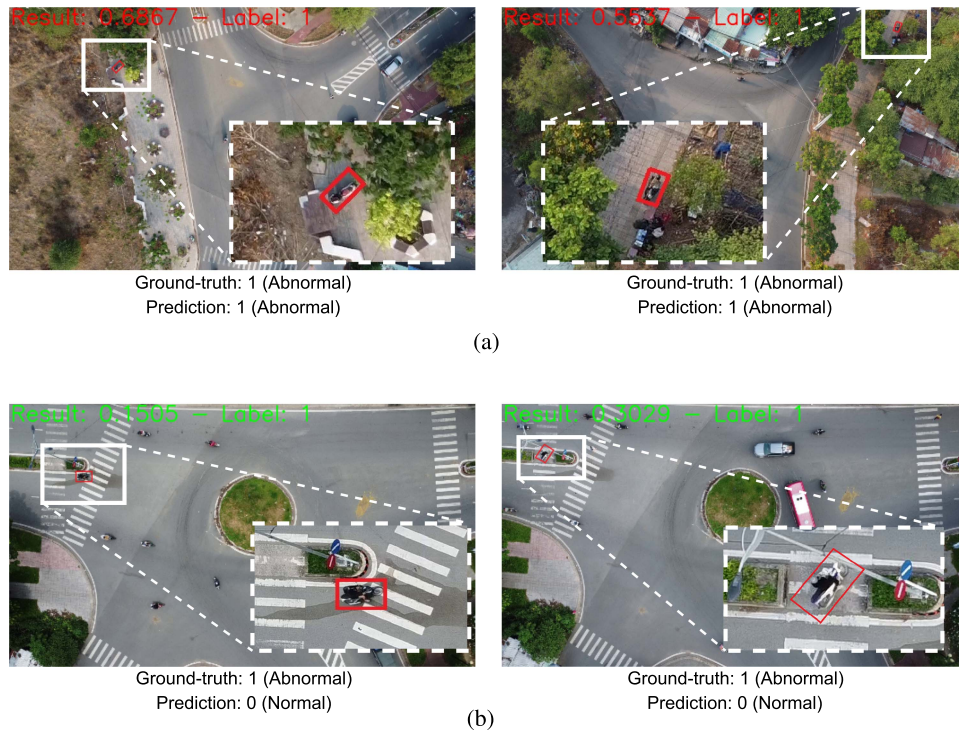 Result: 0.6867 – Label: 1
Result: 0.5537 – Label: 1
Ground-truth: 1 (Abnormal)
Prediction: 1 (Abnormal)
Ground-truth: 1 (Abnormal)
Prediction: 1 (Abnormal)
(a)
Result: 0.1505 – Label: 1
Result: 0.3029 – Label: 1
Ground-truth: 1 (Abnormal)
Prediction: 0 (Normal)
Ground-truth: 1 (Abnormal)
Prediction: 0 (Normal)
(b)